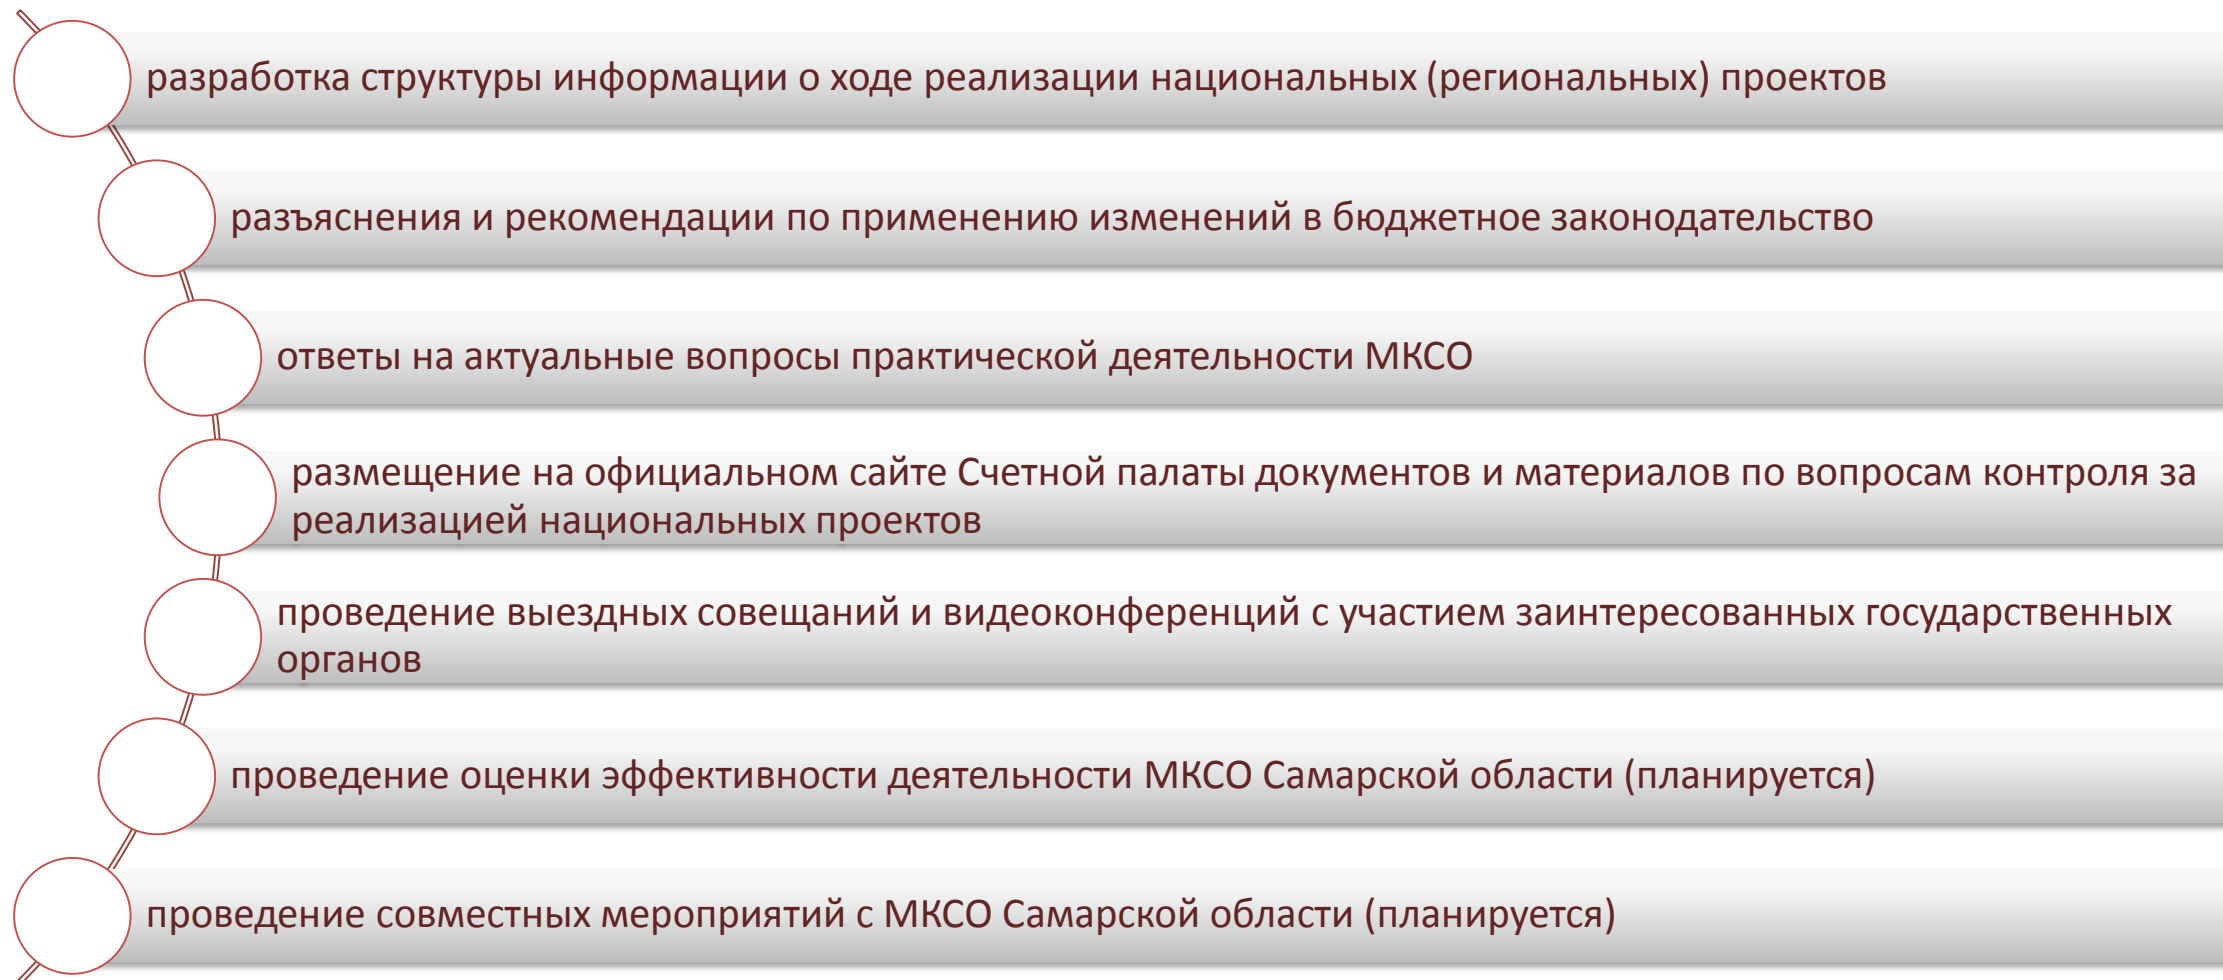 разработка структуры информации о ходе реализации национальных (региональных) проектов
разъяснения и рекомендации по применению изменений в бюджетное законодательство
ответы на актуальные вопросы практической деятельности МКСО
размещение на официальном сайте Счетной палаты документов и материалов по вопросам контроля за
реализацией национальных проектов
проведение выездных совещаний и видеоконференций с участием заинтересованных государственных
органов
проведение оценки эффективности деятельности МКСО Самарской области (планируется)
проведение совместных мероприятий с МКСО Самарской области (планируется)